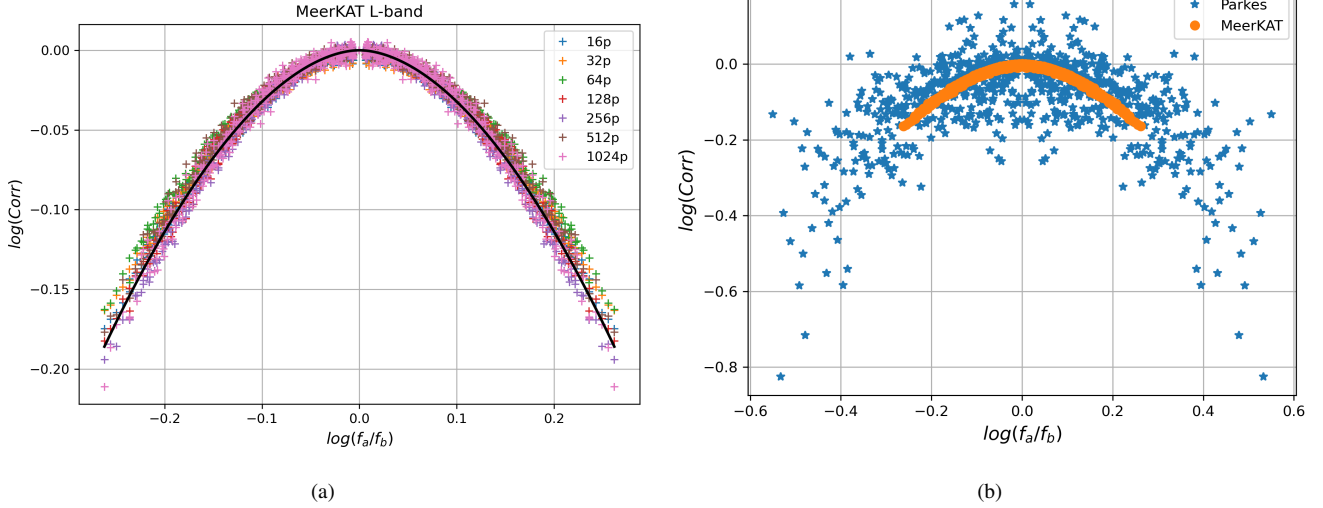 MeerKAT L-band
log(Corr)
0.00
−0.05
−0.10
−0.15
−0.20
16p
32p
64p
128p
256p
512p
1024p
−0.2
−0.1
0.0
0.1
0.2
log(fₐ/f_b)
(a)
Parkes
MeerKAT
log(Corr)
0.0
−0.2
−0.4
−0.6
−0.8
−0.6
−0.4
−0.2
0.0
0.2
0.4
0.6
log(fₐ/f_b)
(b)